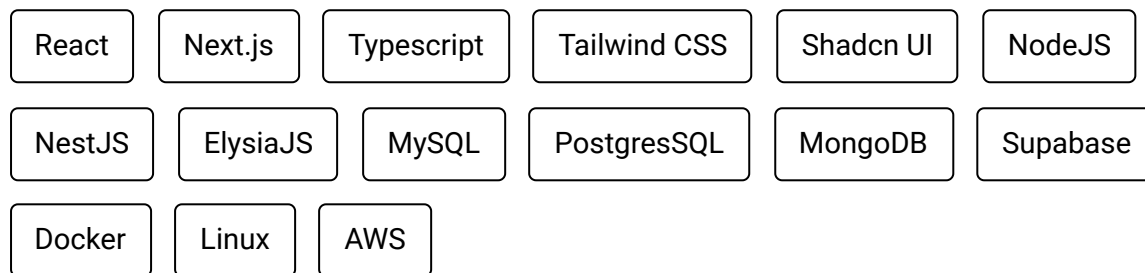 React Next.js Typescript Tailwind CSS Shadcn UI NodeJS
NestJS ElysiaJS MySQL PostgresSQL MongoDB Supabase
Docker Linux AWS